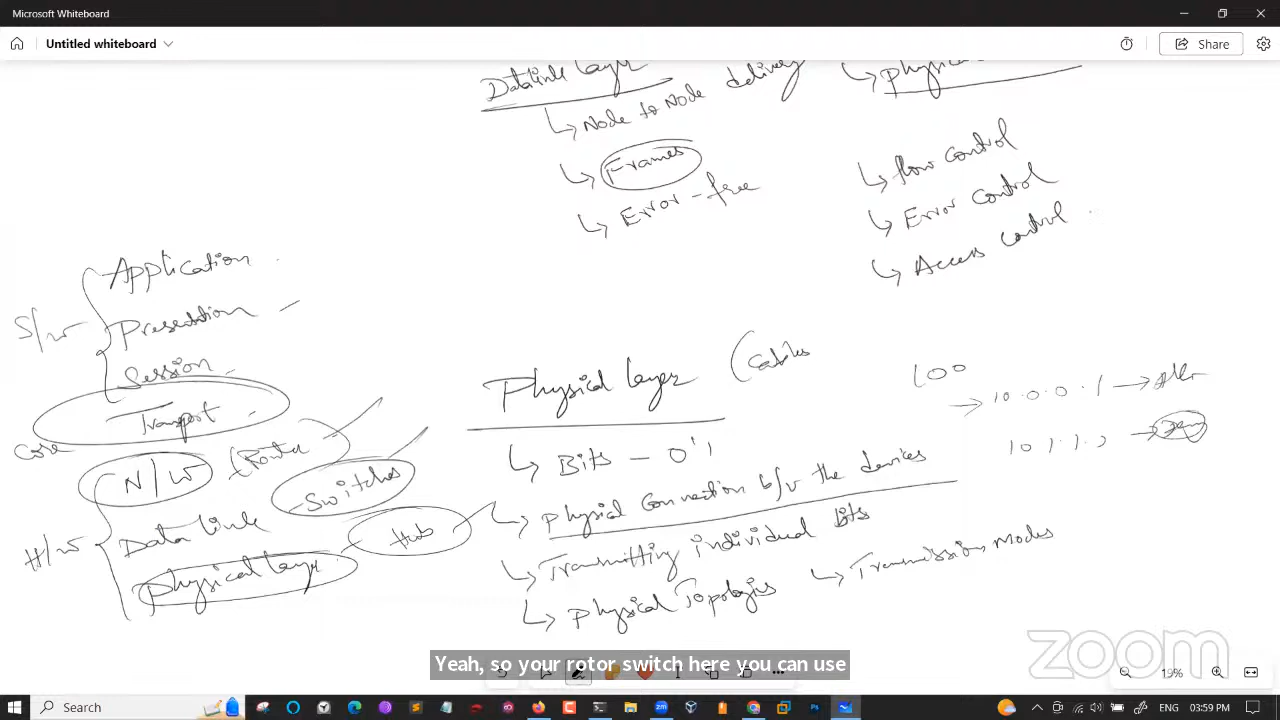 Microsoft Whiteboard
Untitled whiteboard
Share
Datalink layer
Node to Node delivery
Frames
Error-free
physical
flow control
Error control
Access control
S/w
Application
Presentation
Session
Transport
Core
N/W
(Router
Switches
H/w
Data link
Hub
physical layer
Physical layer (Cables
Bits - 0'1
physical connection b/w the devices
Transmitting individual bits
physical Topologies
Transmission modes
100
10.0.0.1
10.1.1.2
zoom
Yeah, so your rotor switch here you can use
19%
Search
ENG
03:59 PM